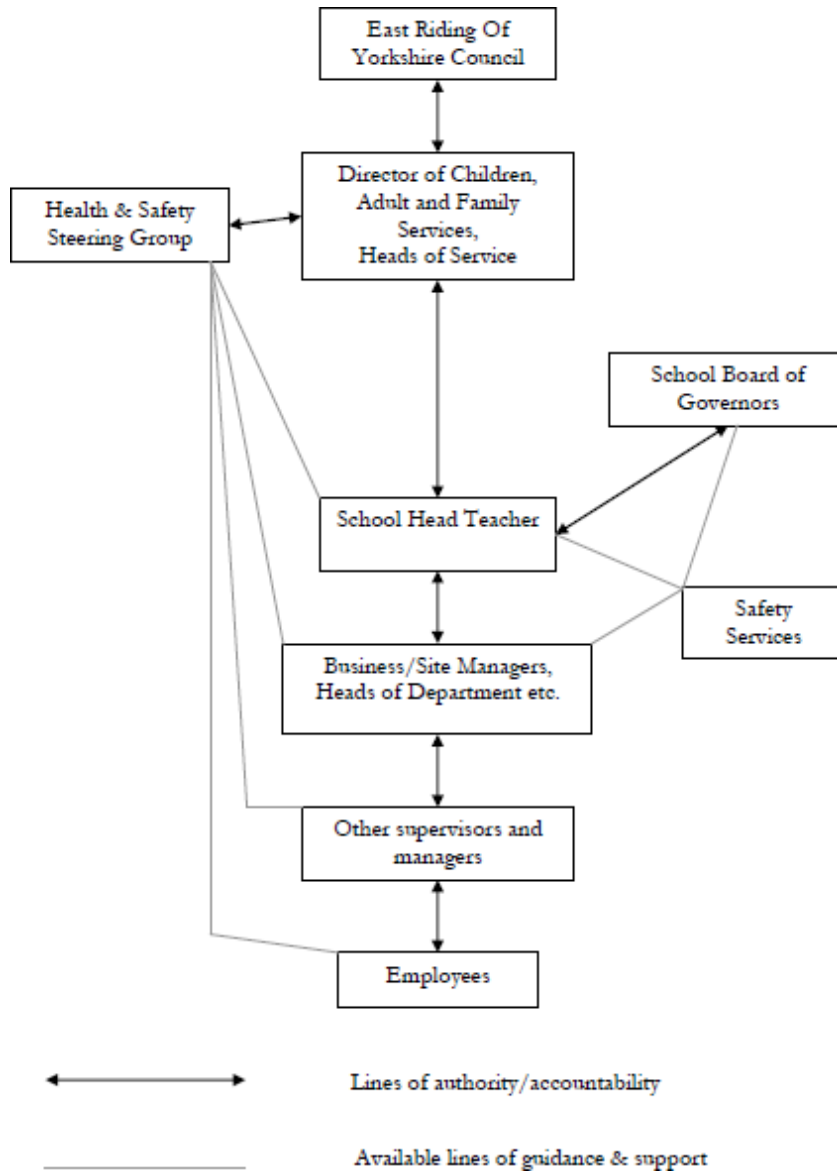 East Riding Of
Yorkshire Council
Director of Children,
Adult and Family
Services,
Heads of Service
Health & Safety
Steering Group
School Board of
Governors
School Head Teacher
Safety
Services
Business/Site Managers,
Heads of Department etc.
Other supervisors and
managers
Employees
Lines of authority/accountability
Available lines of guidance & support